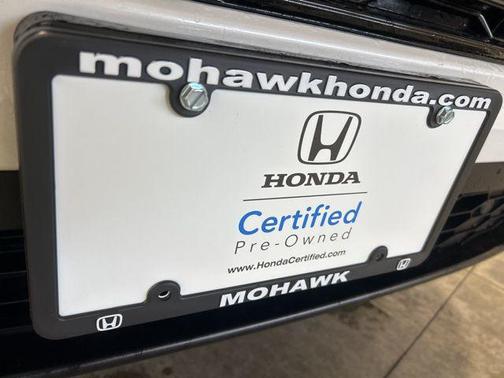 mohawkhonda.com
HONDA
Certified
Pre-Owned
www.HondaCertified.com
MOHAWK